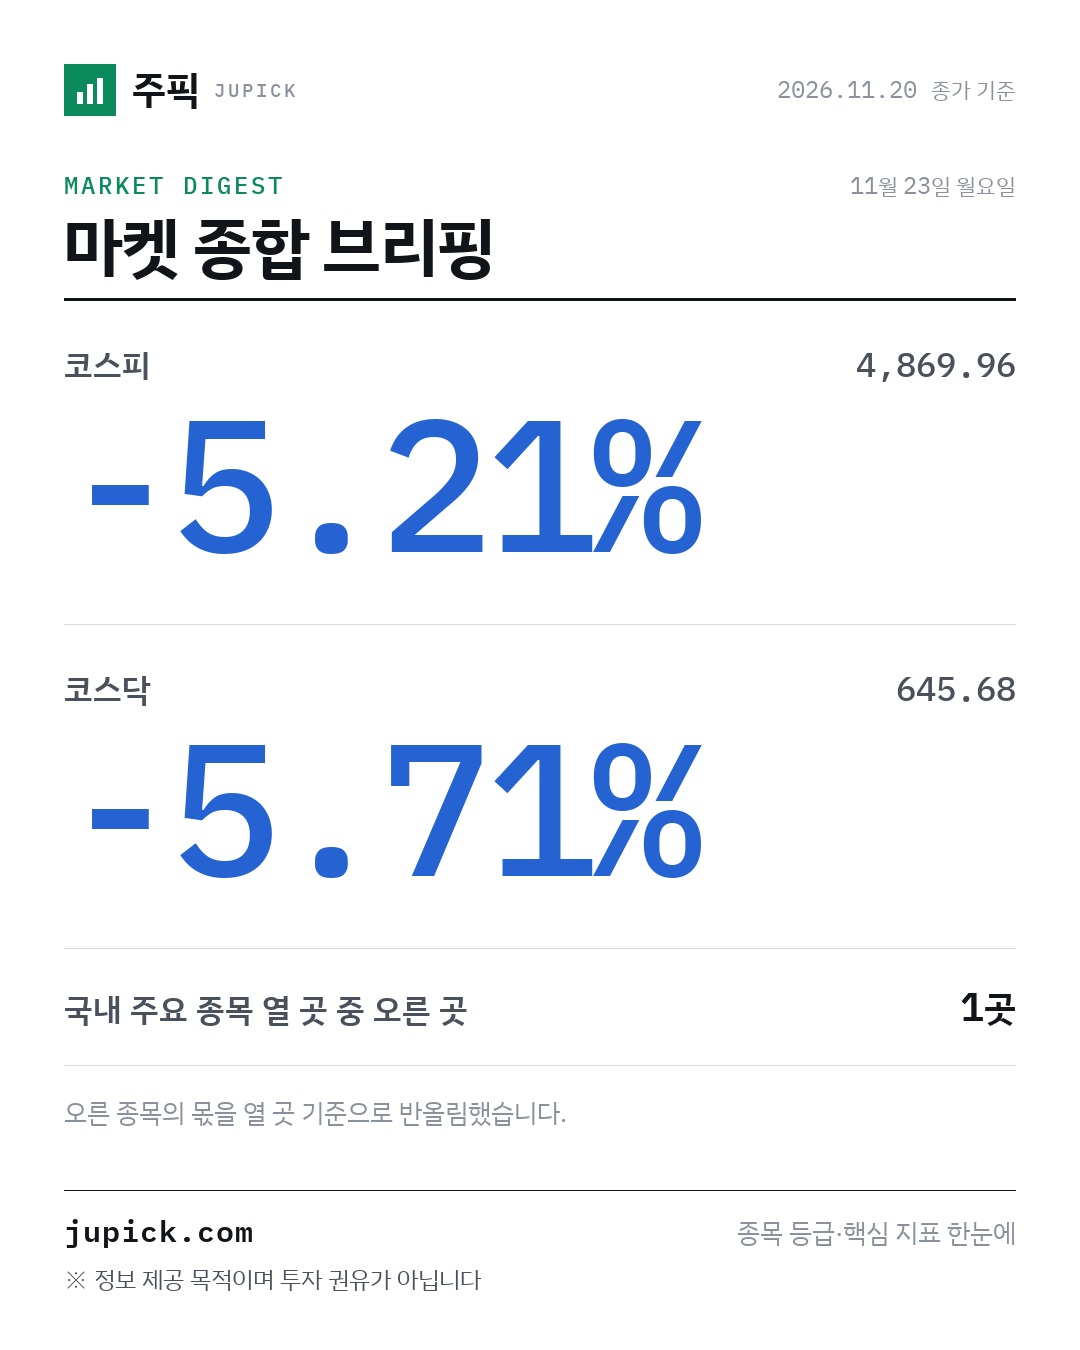 주픽 JUPICK
2026.11.20 종가 기준
MARKET DIGEST
11월 23일 월요일
마켓 종합 브리핑
코스피 4,869.96
-5.21%
코스닥 645.68
-5.71%
국내 주요 종목 열 곳 중 오른 곳 1곳
오른 종목의 몫을 열 곳 기준으로 반올림했습니다.
jupick.com 종목 등급·핵심 지표 한눈에
※ 정보 제공 목적이며 투자 권유가 아닙니다